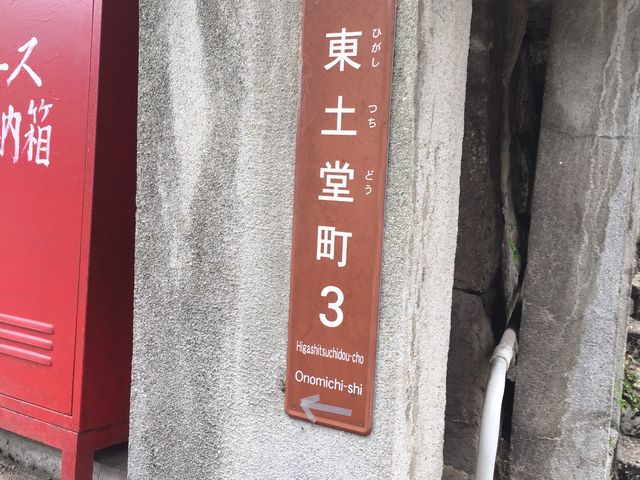 ース
内箱
東土堂町3
ひがし つち どう
Higashitsuchidou-cho
Onomichi-shi